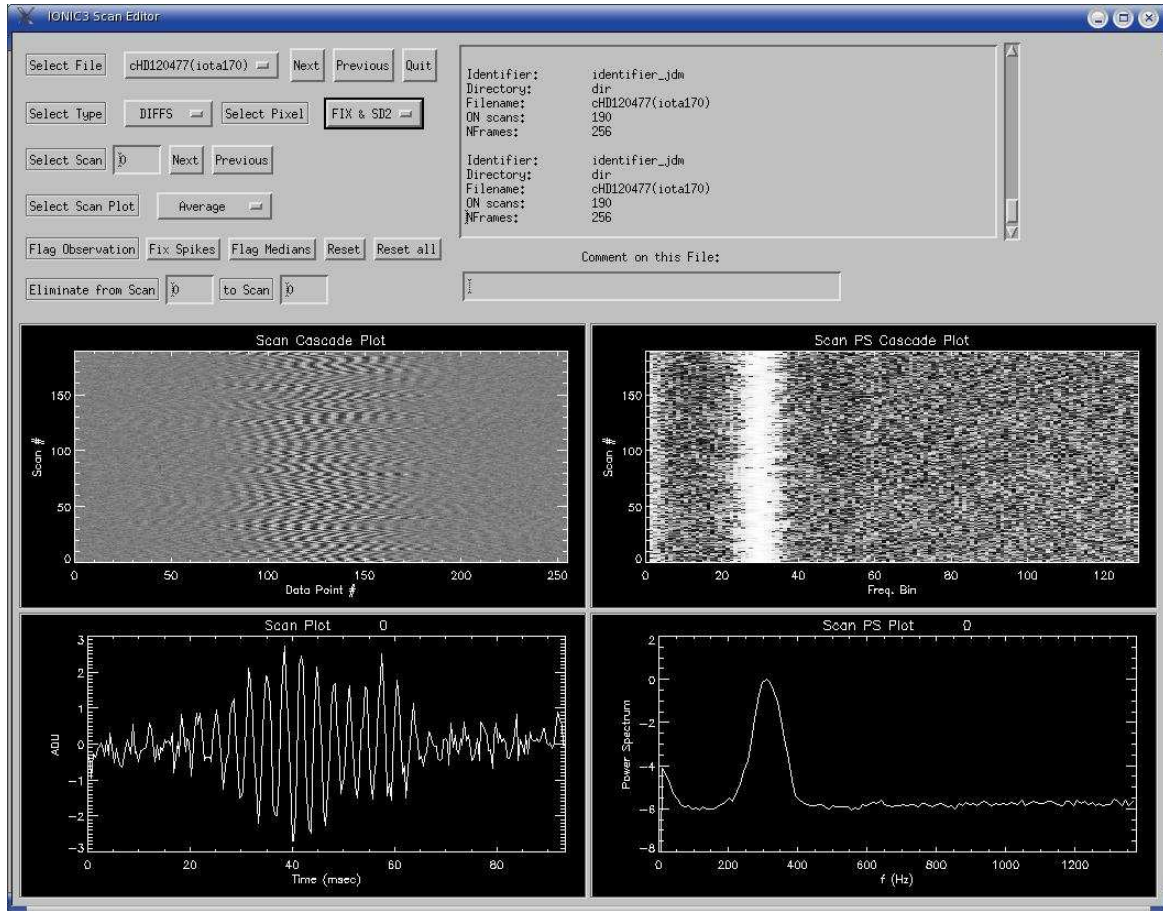 IONIC3 Scan Editor
Select File cHD120477(iota170) Next Previous Quit
Select Type DIFFS Select Pixel FIX & SD2
Select Scan 0 Next Previous
Select Scan Plot Average
Flag Observation Fix Spikes Flag Medians Reset Reset all
Eliminate from Scan 0 to Scan 0
Identifier: identifier_jdm
Directory: dir
Filename: cHD120477(iota170)
ON scans: 190
NFrames: 256
Identifier: identifier_jdm
Directory: dir
Filename: cHD120477(iota170)
ON scans: 190
NFrames: 256
Comment on this File:
Scan Cascade Plot
Scan #
150
100
50
0
0 50 100 150 200 250
Data Point #
Scan PS Cascade Plot
Scan #
150
100
50
0
0 20 40 60 80 100 120
Freq. Bin
Scan Plot 0
ADU
3
2
1
0
-1
-2
-3
0 20 40 60 80
Time (msec)
Scan PS Plot 0
Power Spectrum
2
0
-2
-4
-6
-8
0 200 400 600 800 1000 1200
f (Hz)